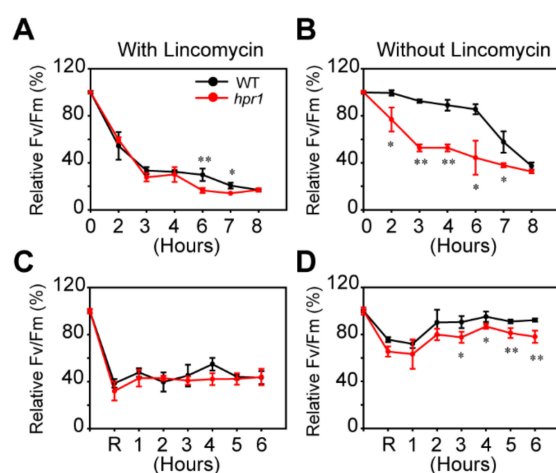 A
With Lincomycin
Relative Fv/Fm (%)
120
80
40
0
WT
hpr1
**
*
0 2 3 4 6 7 8
(Hours)
B
Without Lincomycin
Relative Fv/Fm (%)
120
80
40
0
*
**
**
*
*
0 2 3 4 6 7 8
(Hours)
C
Relative Fv/Fm (%)
120
80
40
0
R 1 2 3 4 5 6
(Hours)
D
Relative Fv/Fm (%)
120
80
40
0
*
*
**
**
R 1 2 3 4 5 6
(Hours)